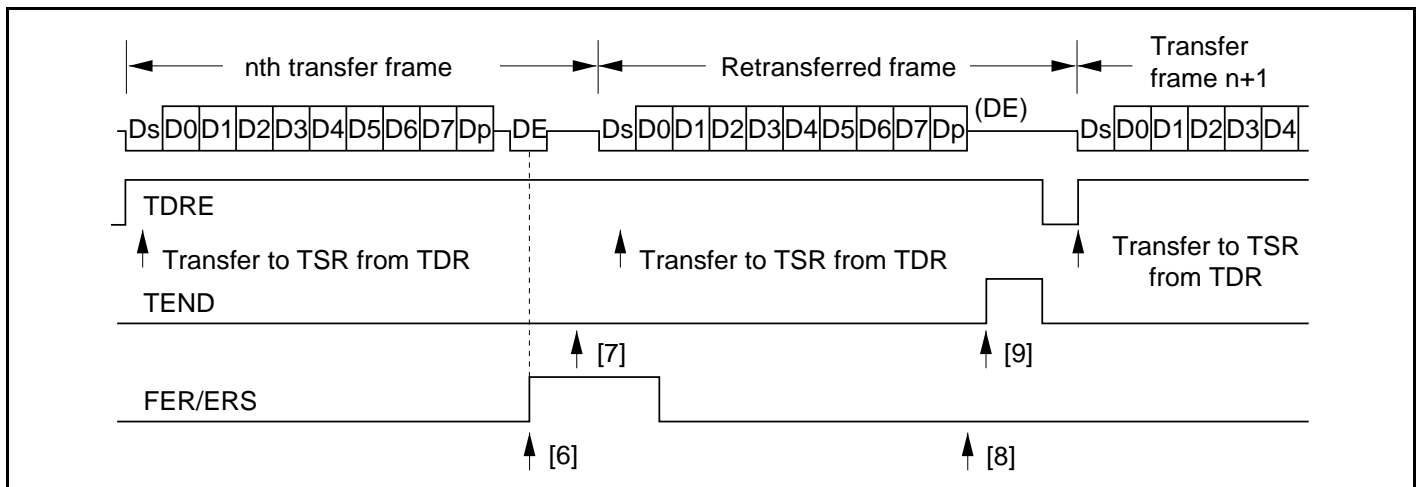 nth transfer frame
Retransferred frame
Transfer
frame n+1
Ds D0 D1 D2 D3 D4 D5 D6 D7 Dp DE
Ds D0 D1 D2 D3 D4 D5 D6 D7 Dp (DE)
Ds D0 D1 D2 D3 D4
TDRE
Transfer to TSR from TDR
Transfer to TSR from TDR
Transfer to TSR
from TDR
TEND
[7]
[9]
FER/ERS
[6]
[8]